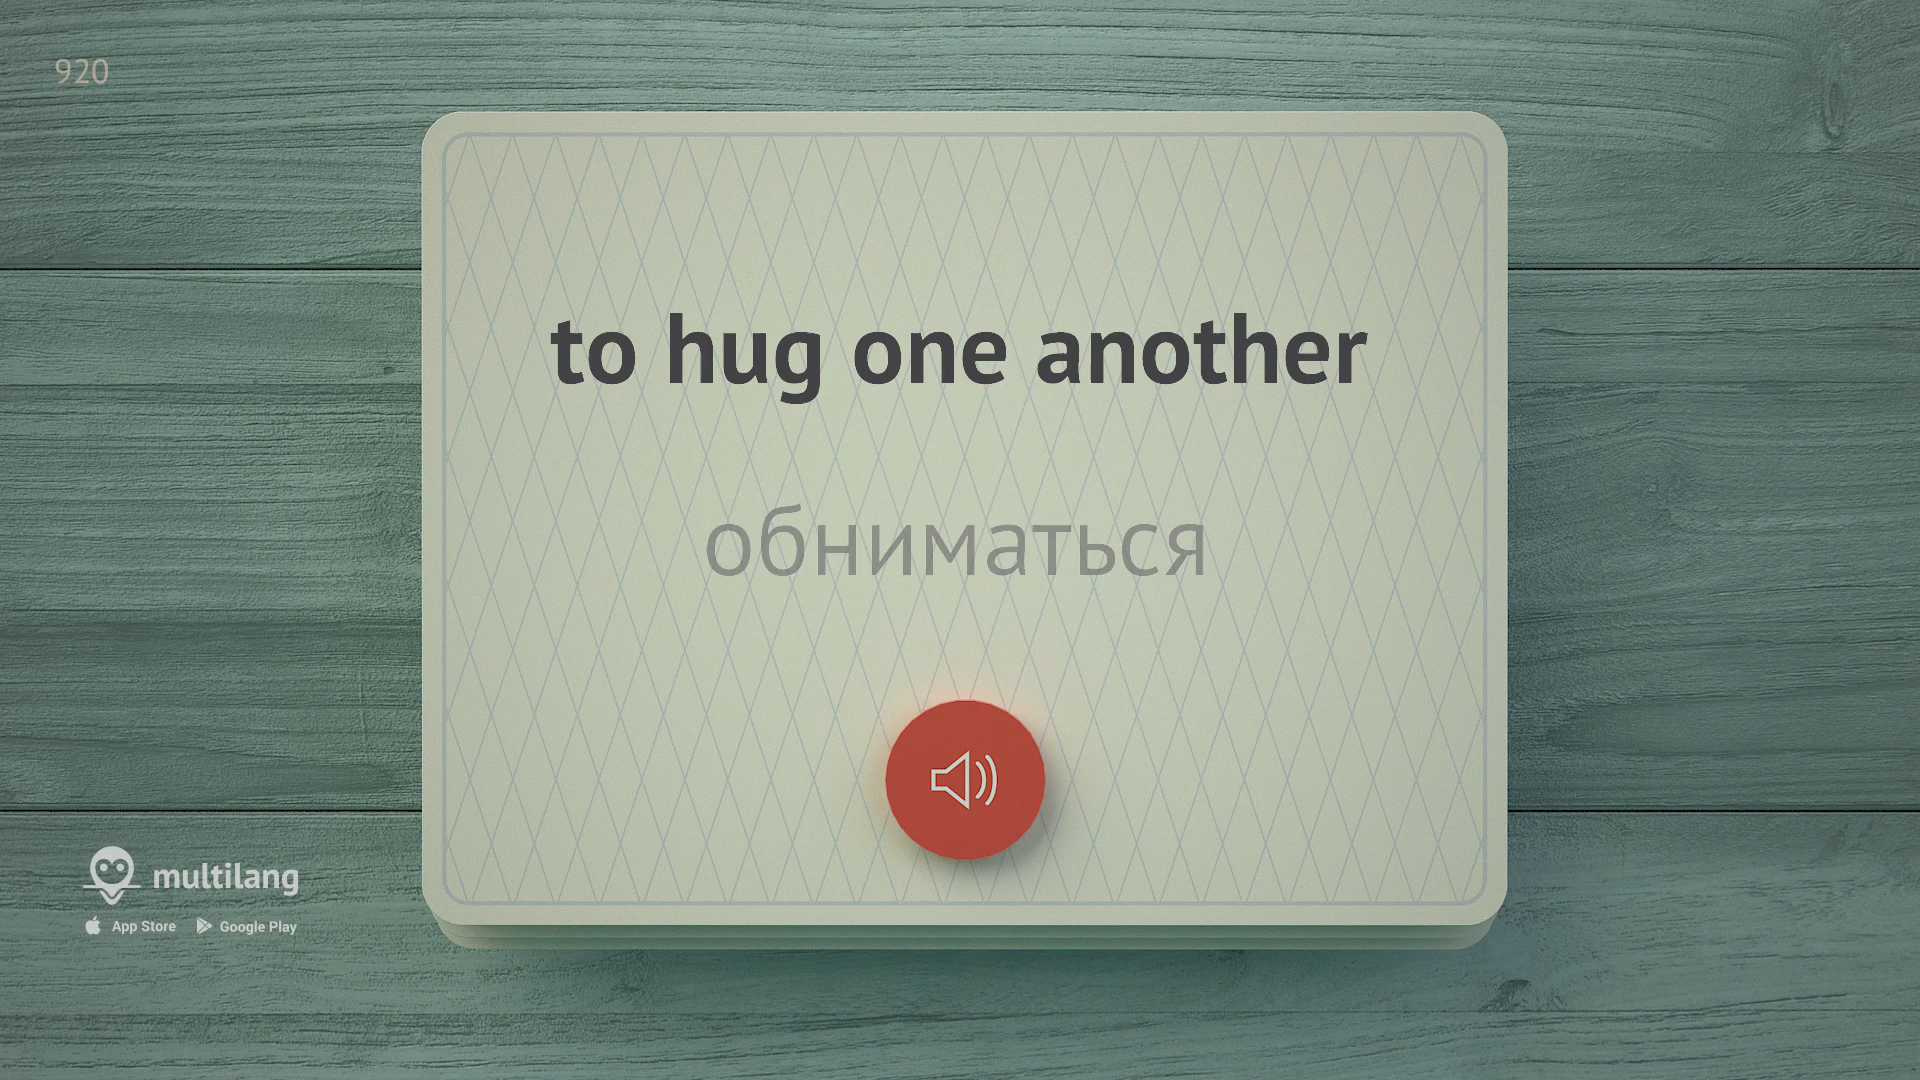 920
to hug one another
обниматься
multilang
App Store Google Play